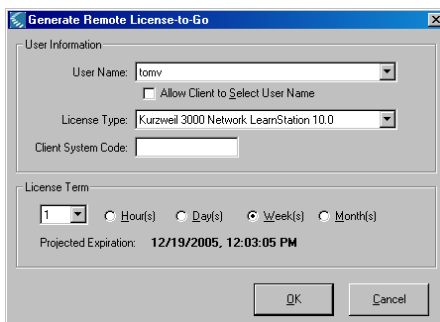 Generate Remote License-to-Go
User Information
User Name: tomv
Allow Client to Select User Name
License Type: Kurzweil 3000 Network LearnStation 10.0
Client System Code:
License Term
1 Hour(s) Day(s) Week(s) Month(s)
Projected Expiration: 12/19/2005, 12:03:05 PM
OK Cancel